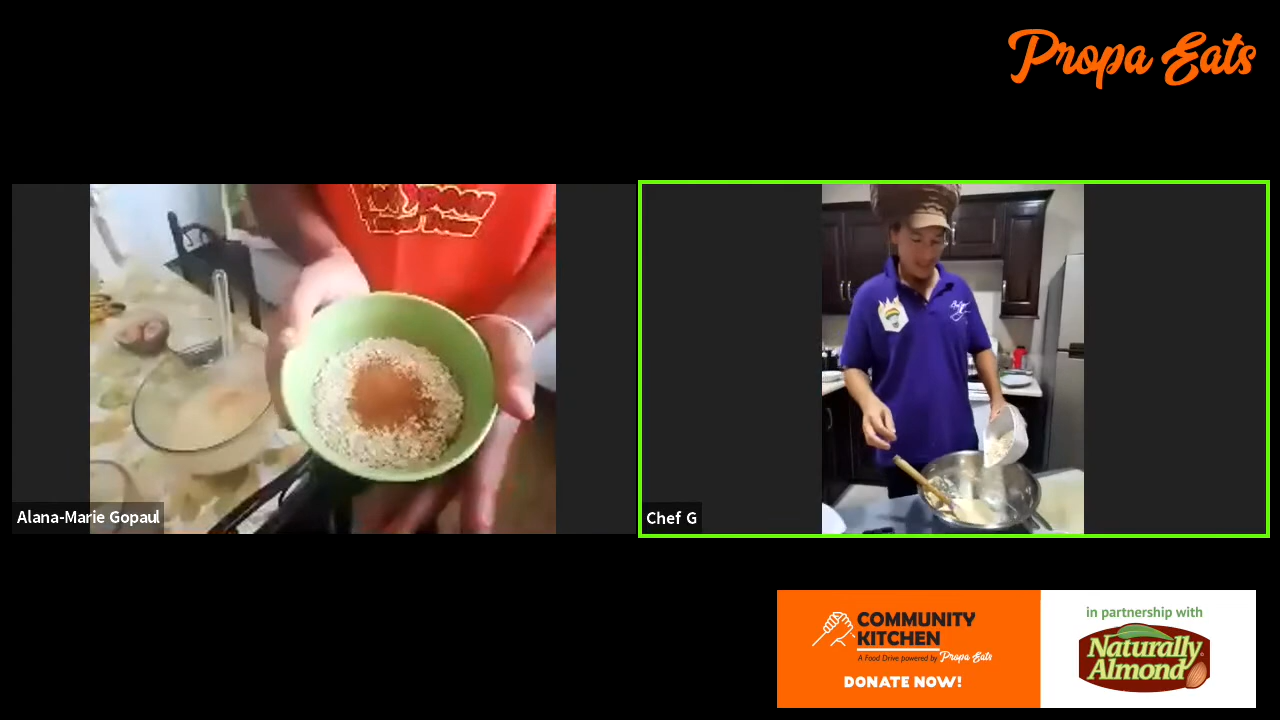 Propa Eats
Alana-Marie Gopaul
Chef G
COMMUNITY
KITCHEN
A Food Drive powered by Propa Eats
DONATE NOW!
in partnership with
Naturally
Almond